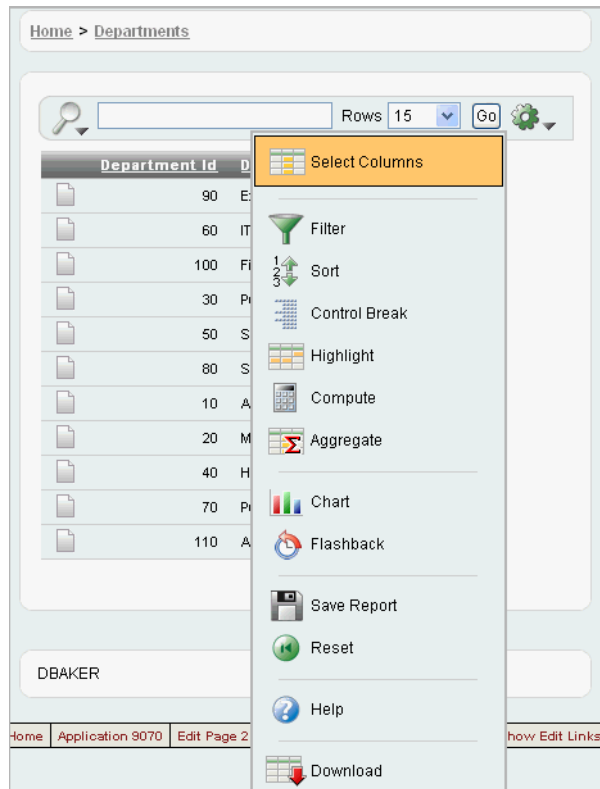 Home > Departments
Rows 15 Go
Department Id D
Select Columns
90 E
60 IT
Filter
100 Fi
Sort
30
Control Break
50 S
Highlight
80 S
Compute
10 A
Aggregate
20 M
40 H
Chart
70
Flashback
110 A
Save Report
Reset
DBAKER
Help
Home Application 9070 Edit Page 2 how Edit Links
Download